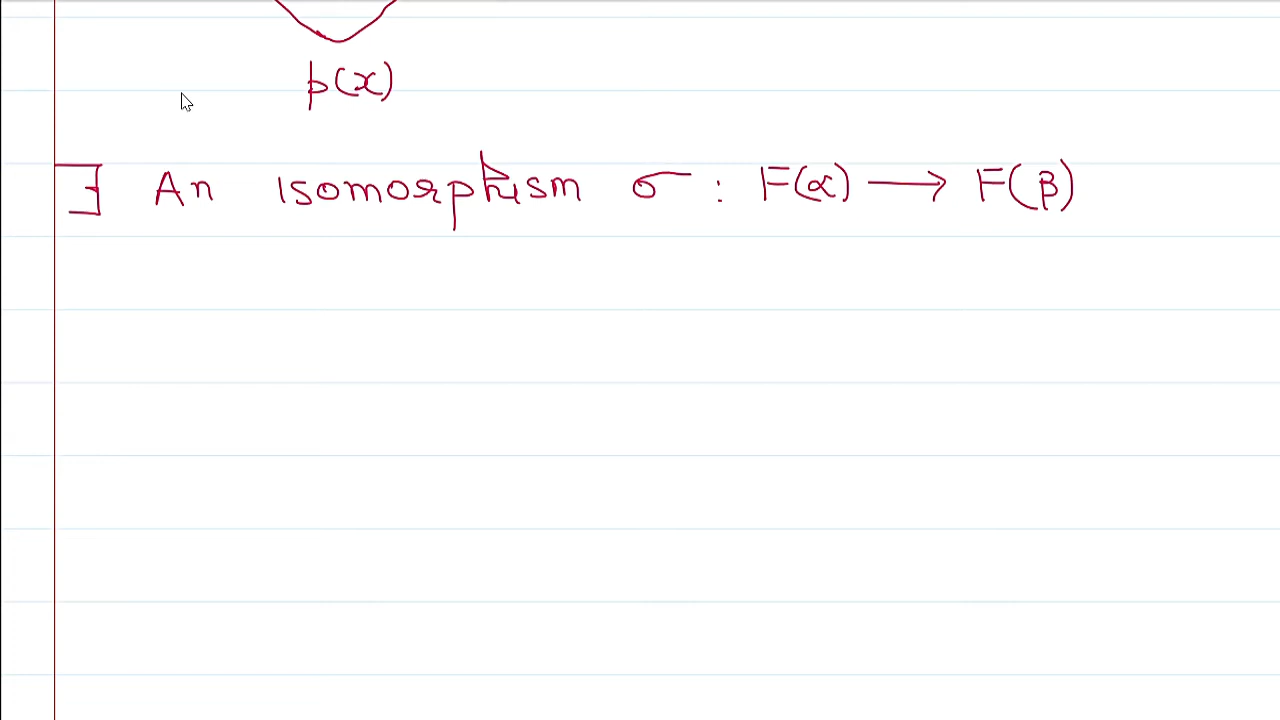 p(x)
∃ An isomorphism σ : F(α) ⟶ F(β)